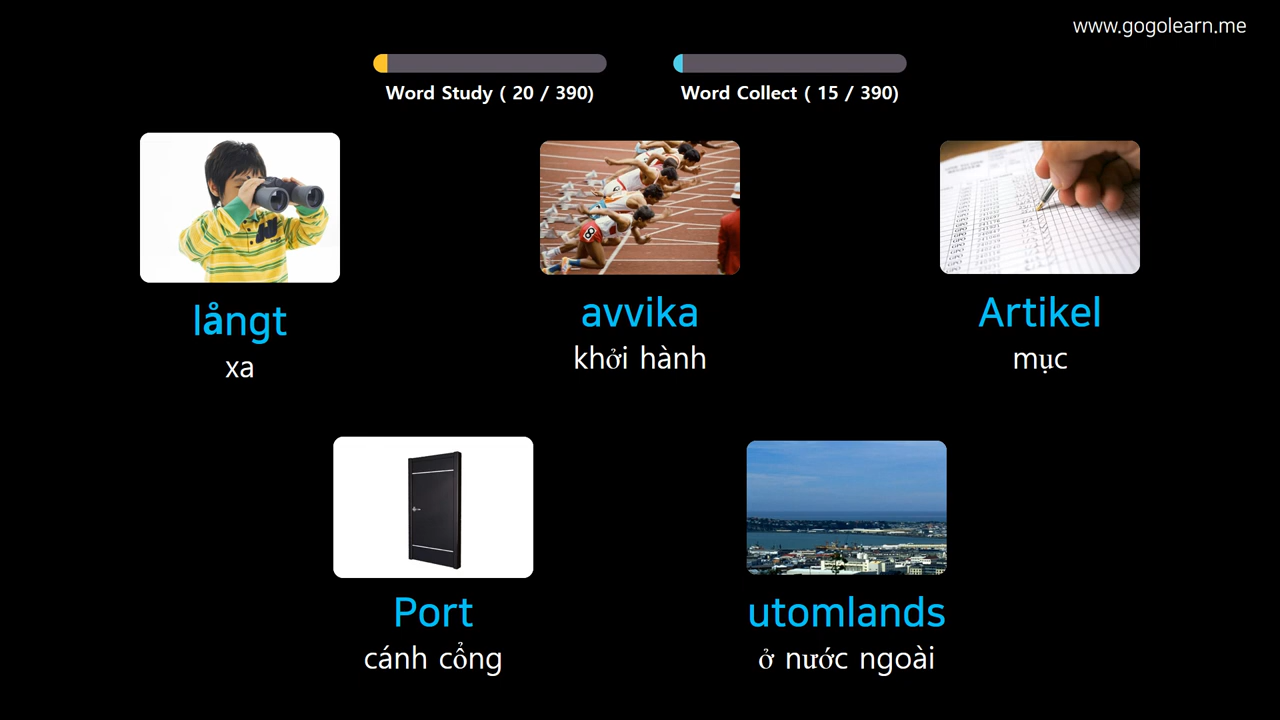 www.gogolearn.me
Word Study ( 20 / 390)
Word Collect ( 15 / 390)
långt
xa
avvika
khởi hành
Artikel
mục
Port
cánh cổng
utomlands
ở nước ngoài